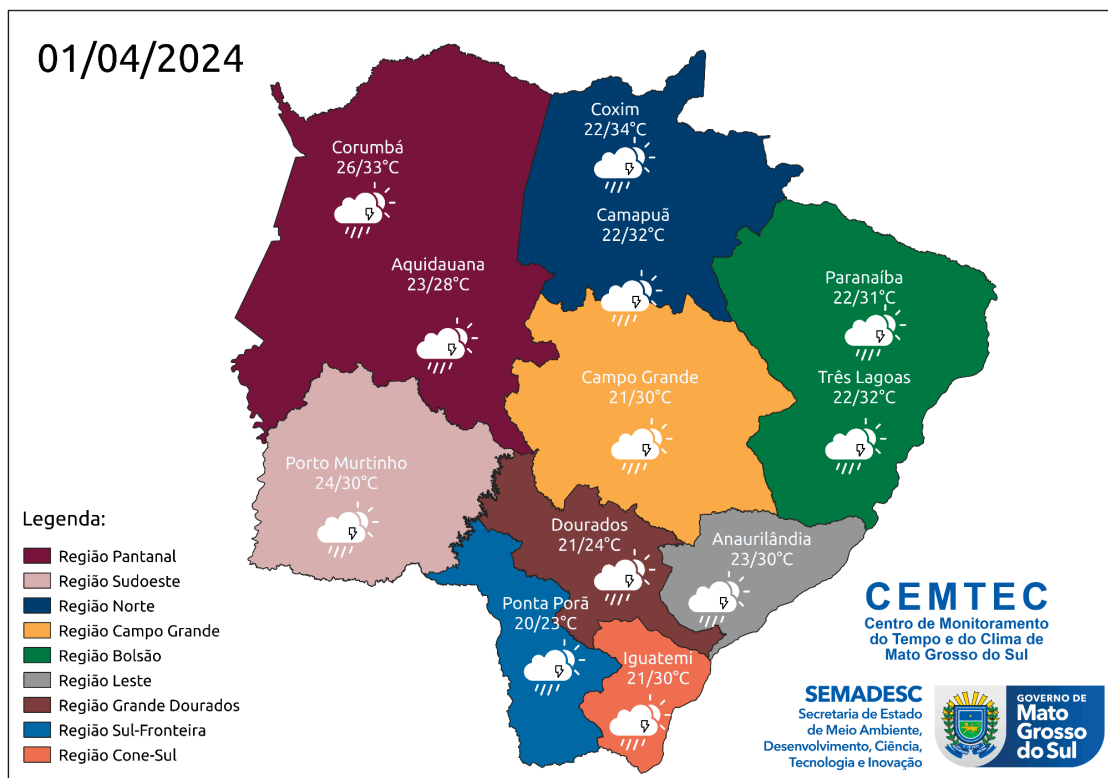 01/04/2024
Coxim
22/34°C
Corumbá
26/33°C
Camapuã
22/32°C
Aquidauana
23/28°C
Paranaíba
22/31°C
Campo Grande
21/30°C
Três Lagoas
22/32°C
Porto Murtinho
24/30°C
Dourados
21/24°C
Anaurilândia
23/30°C
Ponta Porã
20/23°C
Iguatemi
21/30°C
Legenda:
Região Pantanal
Região Sudoeste
Região Norte
Região Campo Grande
Região Bolsão
Região Leste
Região Grande Dourados
Região Sul-Fronteira
Região Cone-Sul
CEMTEC
Centro de Monitoramento
do Tempo e do Clima de
Mato Grosso do Sul
SEMADESC
Secretaria de Estado
de Meio Ambiente,
Desenvolvimento, Ciência,
Tecnologia e Inovação
GOVERNO DE
Mato
Grosso
do Sul